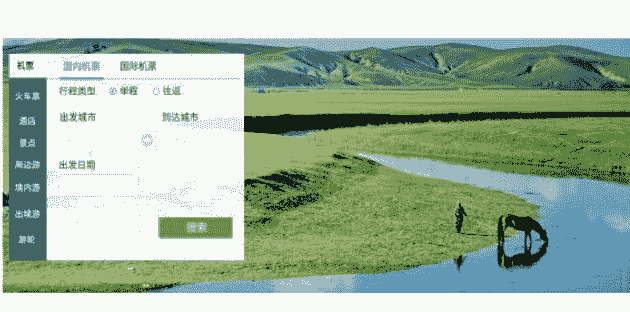 机票 国内机票 国际机票
火车票
酒店
景点
周边游
境内游
出境游
游轮
行程类型 单程 往返
出发城市 到达城市
出发日期
搜索